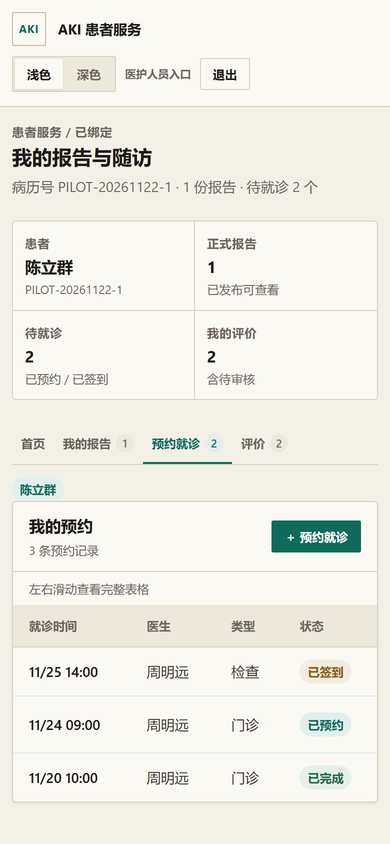 AKI AKI 患者服务
浅色 深色 医护人员入口 退出
患者服务 / 已绑定
我的报告与随访
病历号 PILOT-20261122-1 · 1 份报告 · 待就诊 2 个
患者 正式报告
陈立群 1
PILOT-20261122-1 已发布可查看
待就诊 我的评价
2 2
已预约 / 已签到 含待审核
首页 我的报告 1 预约就诊 2 评价 2
陈立群
我的预约
3 条预约记录
+ 预约就诊
左右滑动查看完整表格
就诊时间 医生 类型 状态
11/25 14:00 周明远 检查 已签到
11/24 09:00 周明远 门诊 已预约
11/20 10:00 周明远 门诊 已完成